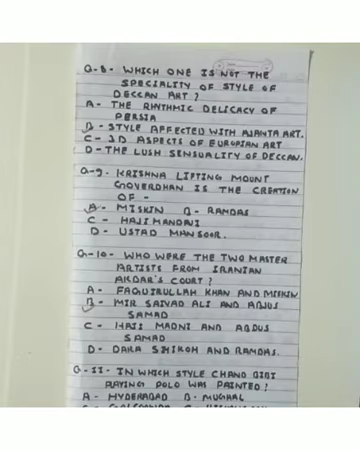 Q-8- WHICH ONE IS NOT THE
SPECIALITY OF STYLE OF
DECCAN ART?
A- THE RHYTHMIC DELICACY OF
PERSIA
B- STYLE AFFECTED WITH AJANTA ART.
C- 3D ASPECTS OF EUROPIAN ART
D- THE LUSH SENSUALITY OF DECCAN.
Q-9- KRISHNA LIFTING MOUNT
GOVERDHAN IS THE CREATION
OF -
A- MISKIN B- RAMDAS
C- HAJI MANDANI
D- USTAD MANSOOR.
Q-10- WHO WERE THE TWO MASTER
ARTISTS FROM IRANIAN
AKBAR'S COURT?
A- FAQUIRULLAH KHAN AND MISKIN
B- MIR SAIYAD ALI AND ABDUS
SAMAD
C- HAJI MADNI AND ABDUS
SAMAD
D- DARA SHIKOH AND RAMDAS.
Q-11- IN WHICH STYLE CHAND BIBI
PLAYING POLO WAS PAINTED?
A- HYDERABAD B- MUGHAL